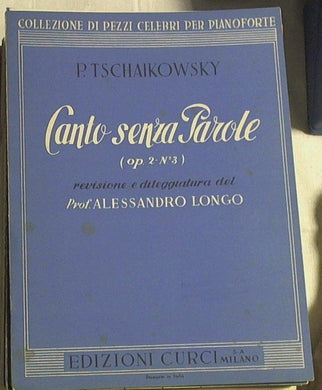 COLLEZIONE DI PEZZI CELEBRI PER PIANOFORTE
P. TSCHAIKOWSKY
Canto senza Parole
(op. 2 - N° 3)
revisione e diteggiatura del
Prof. ALESSANDRO LONGO
EDIZIONI CURCI S.A. MILANO